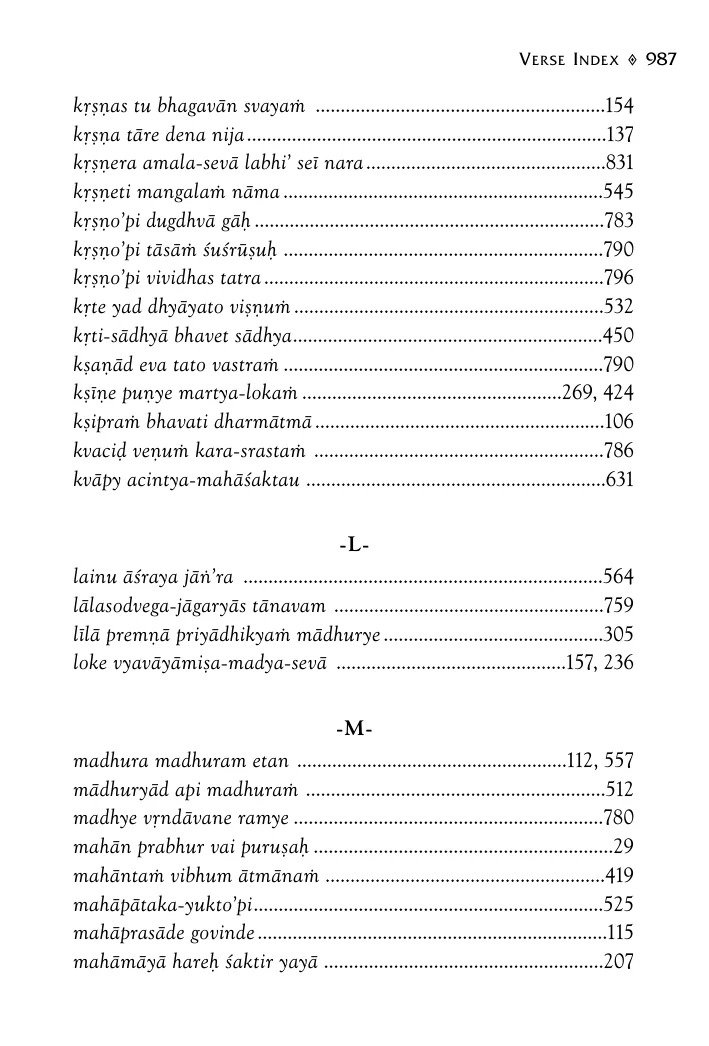 VERSE INDEX ◊ 987
kṛṣṇas tu bhagavān svayaṁ ..........................................................154
kṛṣṇa tāre dena nija........................................................................137
kṛṣṇera amala-sevā labhi’ seī nara................................................831
kṛṣṇeti mangalaṁ nāma................................................................545
kṛṣṇo’pi dugdhvā gāḥ......................................................................783
kṛṣṇo’pi tāsāṁ śuśrūṣuḥ ................................................................790
kṛṣṇo’pi vividhas tatra....................................................................796
kṛte yad dhyāyato viṣṇuṁ..............................................................532
kṛti-sādhyā bhavet sādhya..............................................................450
kṣaṇād eva tato vastraṁ ................................................................790
kṣīṇe puṇye martya-lokaṁ....................................................269, 424
kṣipraṁ bhavati dharmātmā..........................................................106
kvaciḍ veṇuṁ kara-srastaṁ ..........................................................786
kvāpy acintya-mahāśaktau ............................................................631
-L-
lainu āśraya jāṅ’ra ........................................................................564
lālasodvega-jāgaryās tānavam ......................................................759
līlā premṇā priyādhikyaṁ mādhurye............................................305
loke vyavāyāmiṣa-madya-sevā ..............................................157, 236
-M-
madhura madhuram etan ......................................................112, 557
mādhuryād api madhuraṁ ............................................................512
madhye vṛndāvane ramye..............................................................780
mahān prabhur vai puruṣaḥ............................................................29
mahāntaṁ vibhum ātmānaṁ ........................................................419
mahāpātaka-yukto’pi......................................................................525
mahāprasāde govinde......................................................................115
mahāmāyā hareḥ śaktir yayā ........................................................207